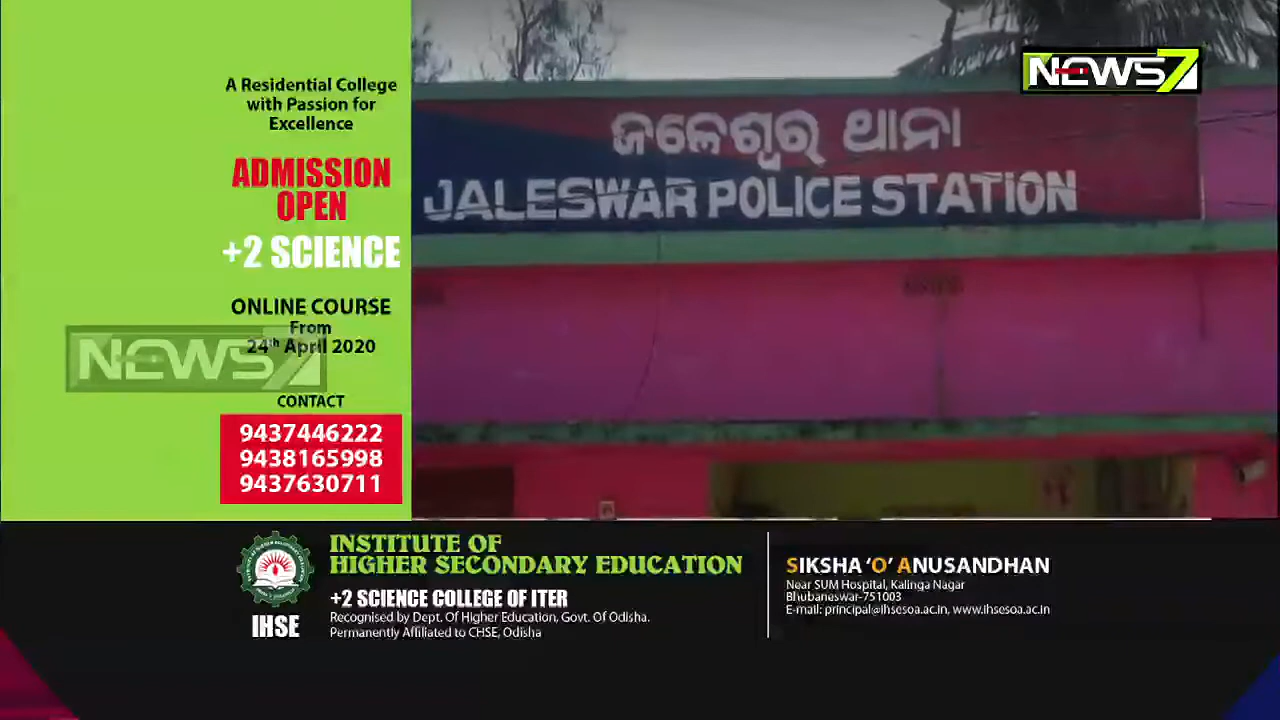 A Residential College
with Passion for
Excellence
ADMISSION
OPEN
+2 SCIENCE
ONLINE COURSE
From
24th April 2020
NEWS7
CONTACT
9437446222
9438165998
9437630711
NEWS7
ଜଳେଶ୍ୱର ଥାନା
JALESWAR POLICE STATION
IHSE
INSTITUTE OF
HIGHER SECONDARY EDUCATION
+2 SCIENCE COLLEGE OF ITER
Recognised by Dept. Of Higher Education, Govt. Of Odisha.
Permanently Affiliated to CHSE, Odisha
SIKSHA 'O' ANUSANDHAN
Near SUM Hospital, Kalinga Nagar
Bhubaneswar-751003
E-mail: principal@ihsesoa.ac.in, www.ihsesoa.ac.in